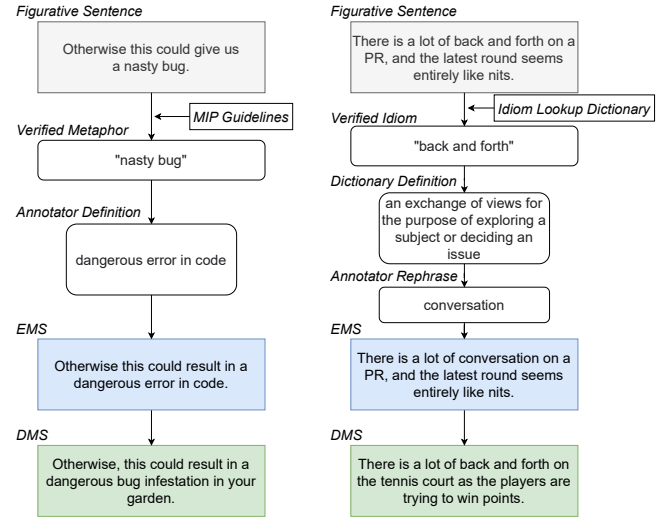 Figurative Sentence
Otherwise this could give us
a nasty bug.
MIP Guidelines
Verified Metaphor
"nasty bug"
Annotator Definition
dangerous error in code
EMS
Otherwise this could result in a
dangerous error in code.
DMS
Otherwise, this could result in a
dangerous bug infestation in your
garden.
Figurative Sentence
There is a lot of back and forth on a
PR, and the latest round seems
entirely like nits.
Idiom Lookup Dictionary
Verified Idiom
"back and forth"
Dictionary Definition
an exchange of views for
the purpose of exploring a
subject or deciding an
issue
Annotator Rephrase
conversation
EMS
There is a lot of conversation on a
PR, and the latest round seems
entirely like nits.
DMS
There is a lot of back and forth on
the tennis court as the players are
trying to win points.